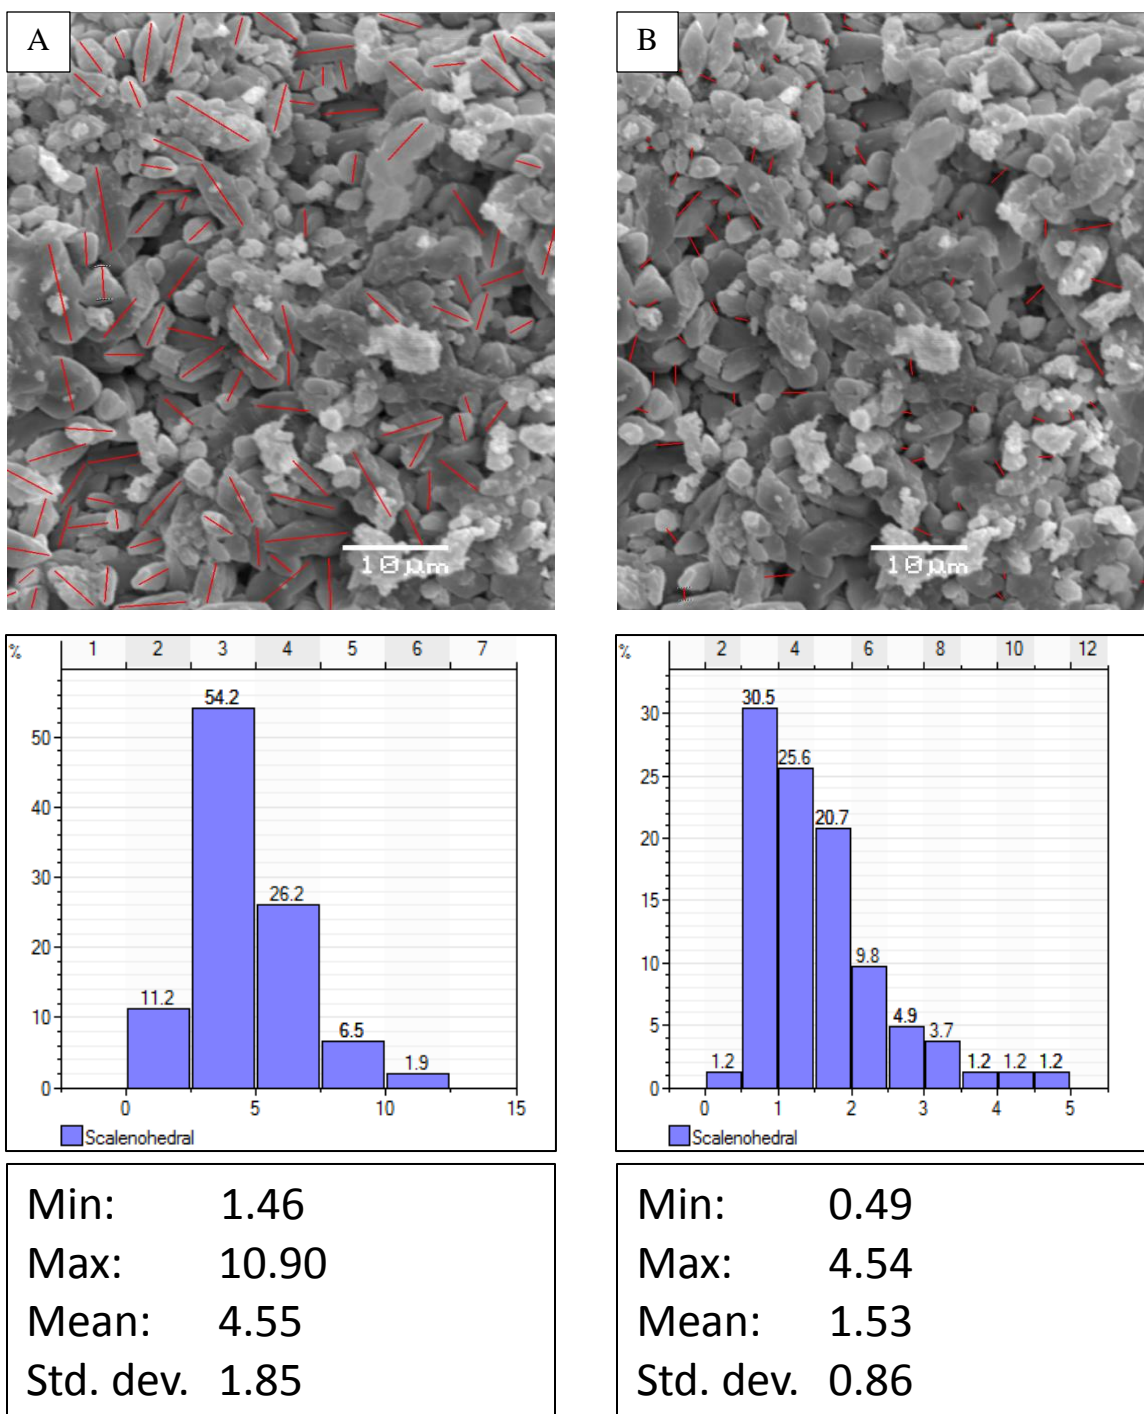 A
B
10 µm
10 µm
% 1 2 3 4 5 6 7
54.2
50
40
30
26.2
20
11.2
10
6.5
1.9
0
0 5 10 15
Scalenohedral
% 2 4 6 8 10 12
30.5
30
25.6
25
20.7
20
15
10
9.8
5
4.9
3.7
1.2 1.2 1.2 1.2
0
0 1 2 3 4 5
Scalenohedral
Min: 1.46
Max: 10.90
Mean: 4.55
Std. dev. 1.85
Min: 0.49
Max: 4.54
Mean: 1.53
Std. dev. 0.86